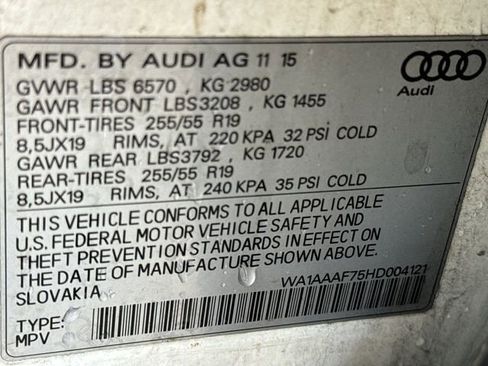 MFD. BY AUDI AG 11 15
GVWR LBS 6570 , KG 2980
GAWR FRONT LBS3208 , KG 1455
FRONT-TIRES 255/55 R19
8,5JX19 RIMS, AT 220 KPA 32 PSI COLD
GAWR REAR LBS3792 , KG 1720
REAR-TIRES 255/55 R19
8,5JX19 RIMS, AT 240 KPA 35 PSI COLD
THIS VEHICLE CONFORMS TO ALL APPLICABLE
U.S. FEDERAL MOTOR VEHICLE SAFETY AND
THEFT PREVENTION STANDARDS IN EFFECT ON
THE DATE OF MANUFACTURE SHOWN ABOVE.
SLOVAKIA
WA1AAAF75HD004121
TYPE:
MPV
Audi